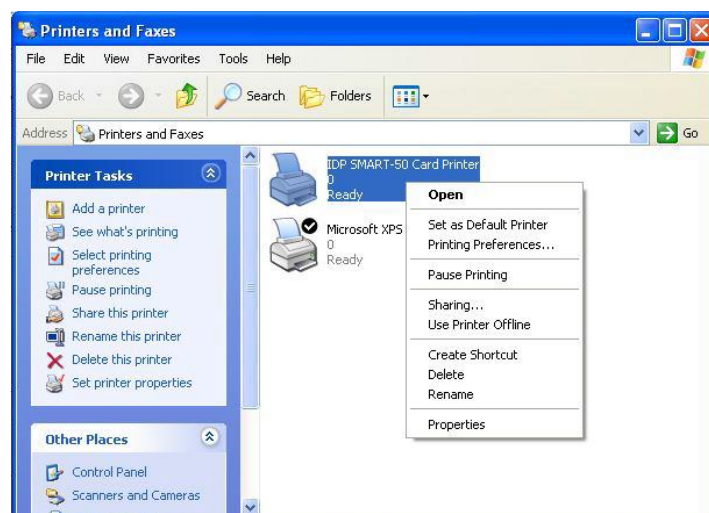 Printers and Faxes
File Edit View Favorites Tools Help
Back Search Folders
Address Printers and Faxes Go
Printer Tasks
Add a printer
See what's printing
Select printing
preferences
Pause printing
Share this printer
Rename this printer
Delete this printer
Set printer properties
Other Places
Control Panel
Scanners and Cameras
IDP SMART-50 Card Printer
0
Ready
Microsoft XPS
0
Ready
Open
Set as Default Printer
Printing Preferences...
Pause Printing
Sharing...
Use Printer Offline
Create Shortcut
Delete
Rename
Properties